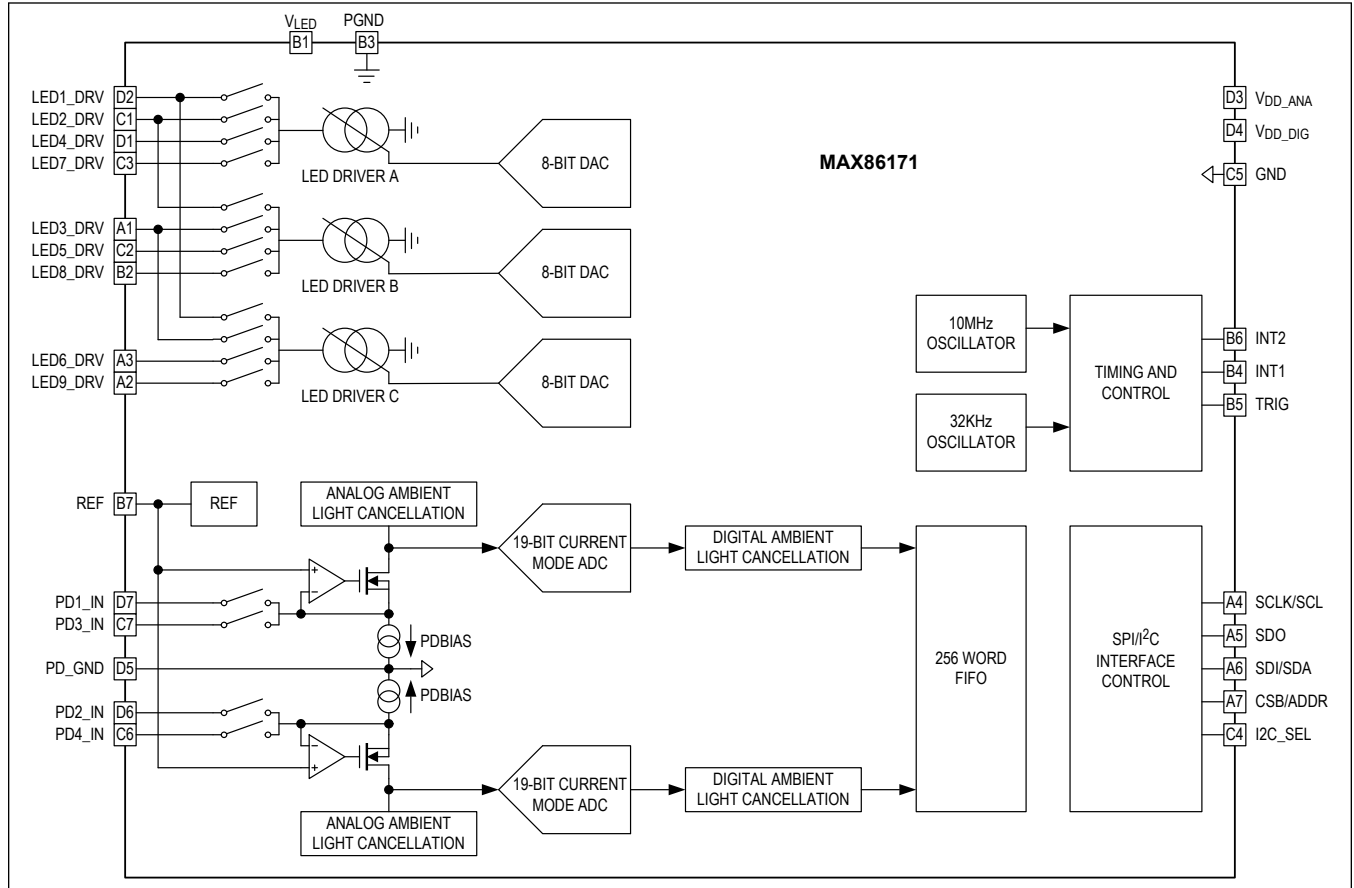 VLED
B1
PGND
B3
LED1_DRV D2
LED2_DRV C1
LED4_DRV D1
LED7_DRV C3
LED DRIVER A
8-BIT DAC
MAX86171
D3 VDD_ANA
D4 VDD_DIG
C5 GND
LED3_DRV A1
LED5_DRV C2
LED8_DRV B2
LED DRIVER B
8-BIT DAC
LED6_DRV A3
LED9_DRV A2
LED DRIVER C
8-BIT DAC
10MHz
OSCILLATOR
32KHz
OSCILLATOR
TIMING AND
CONTROL
B6 INT2
B4 INT1
B5 TRIG
REF B7
REF
ANALOG AMBIENT
LIGHT CANCELLATION
19-BIT CURRENT
MODE ADC
DIGITAL AMBIENT
LIGHT CANCELLATION
+
−
PD1_IN D7
PD3_IN C7
PDBIAS
PD_GND D5
PDBIAS
PD2_IN D6
PD4_IN C6
−
+
19-BIT CURRENT
MODE ADC
DIGITAL AMBIENT
LIGHT CANCELLATION
ANALOG AMBIENT
LIGHT CANCELLATION
256 WORD
FIFO
SPI/I2C
INTERFACE
CONTROL
A4 SCLK/SCL
A5 SDO
A6 SDI/SDA
A7 CSB/ADDR
C4 I2C_SEL